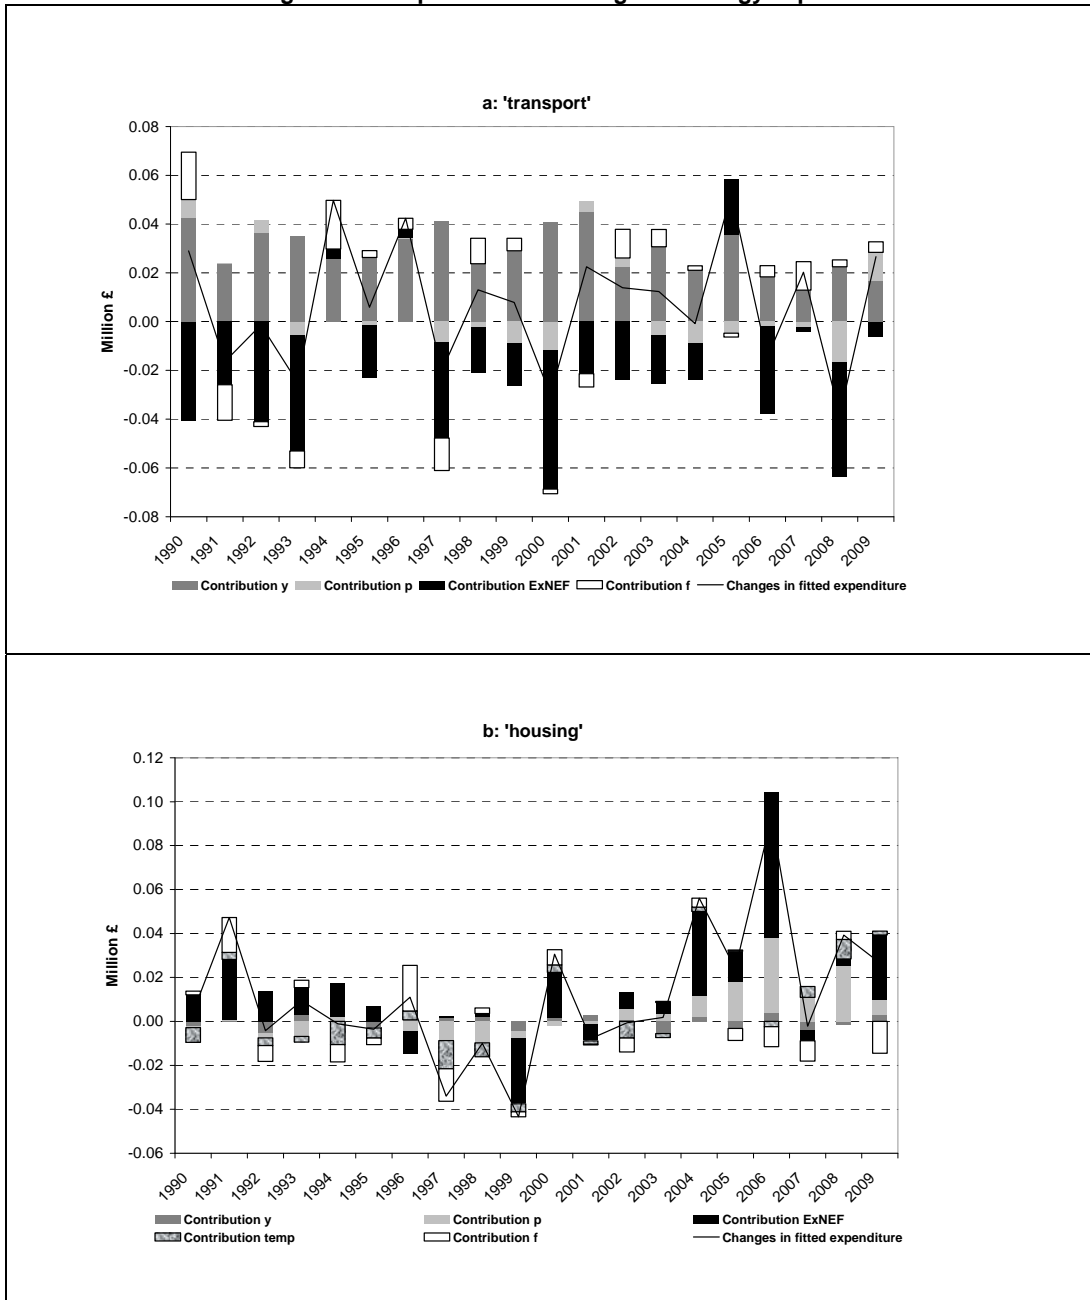 a: 'transport'
Million £
0.08
0.06
0.04
0.02
0.00
-0.02
-0.04
-0.06
-0.08
1990 1991 1992 1993 1994 1995 1996 1997 1998 1999 2000 2001 2002 2003 2004 2005 2006 2007 2008 2009
Contribution y Contribution p Contribution ExNEF Contribution f Changes in fitted expenditure
b: 'housing'
Million £
0.12
0.10
0.08
0.06
0.04
0.02
0.00
-0.02
-0.04
-0.06
1990 1991 1992 1993 1994 1995 1996 1997 1998 1999 2000 2001 2002 2003 2004 2005 2006 2007 2008 2009
Contribution y Contribution p Contribution ExNEF
Contribution temp Contribution f Changes in fitted expenditure